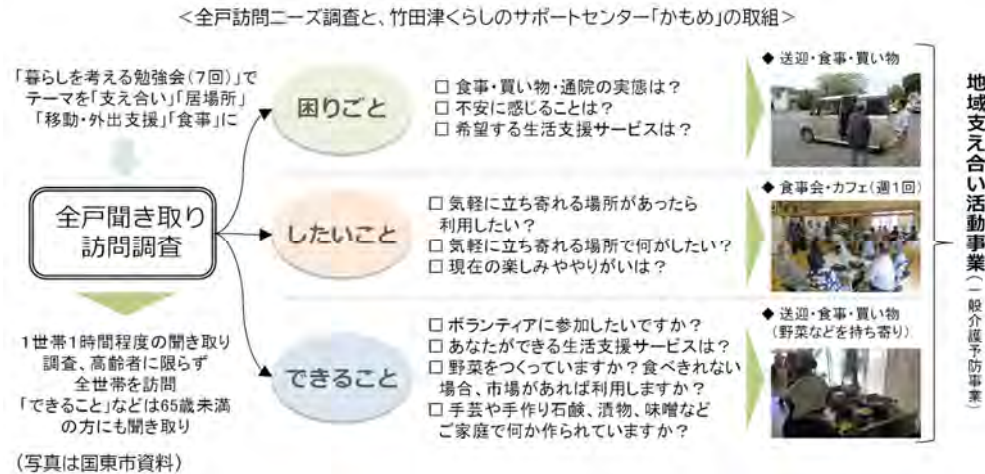 <全戸訪問ニーズ調査と、竹田津くらしのサポートセンター「かもめ」の取組>
「暮らしを考える勉強会(7回)」で
テーマを「支え合い」「居場所」
「移動・外出支援」「食事」に
全戸聞き取り
訪問調査
1世帯1時間程度の聞き取り
調査、高齢者に限らず
全世帯を訪問
「できること」などは65歳未満
の方にも聞き取り
(写真は国東市資料)
困りごと
□ 食事・買い物・通院の実態は?
□ 不安に感じることは?
□ 希望する生活支援サービスは?
◆ 送迎・食事・買い物
したいこと
□ 気軽に立ち寄れる場所があったら
利用したい?
□ 気軽に立ち寄れる場所で何がしたい?
□ 現在の楽しみややりがいは?
◆ 食事会・カフェ(週1回)
できること
□ ボランティアに参加したいですか?
□ あなたができる生活支援サービスは?
□ 野菜をつくっていますか?食べきれない
場合、市場があれば利用しますか?
□ 手芸や手作り石鹸、漬物、味噌など
ご家庭で何か作られていますか?
◆ 送迎・食事・買い物
(野菜などを持ち寄り)
地域支え合い活動事業(一般介護予防事業)